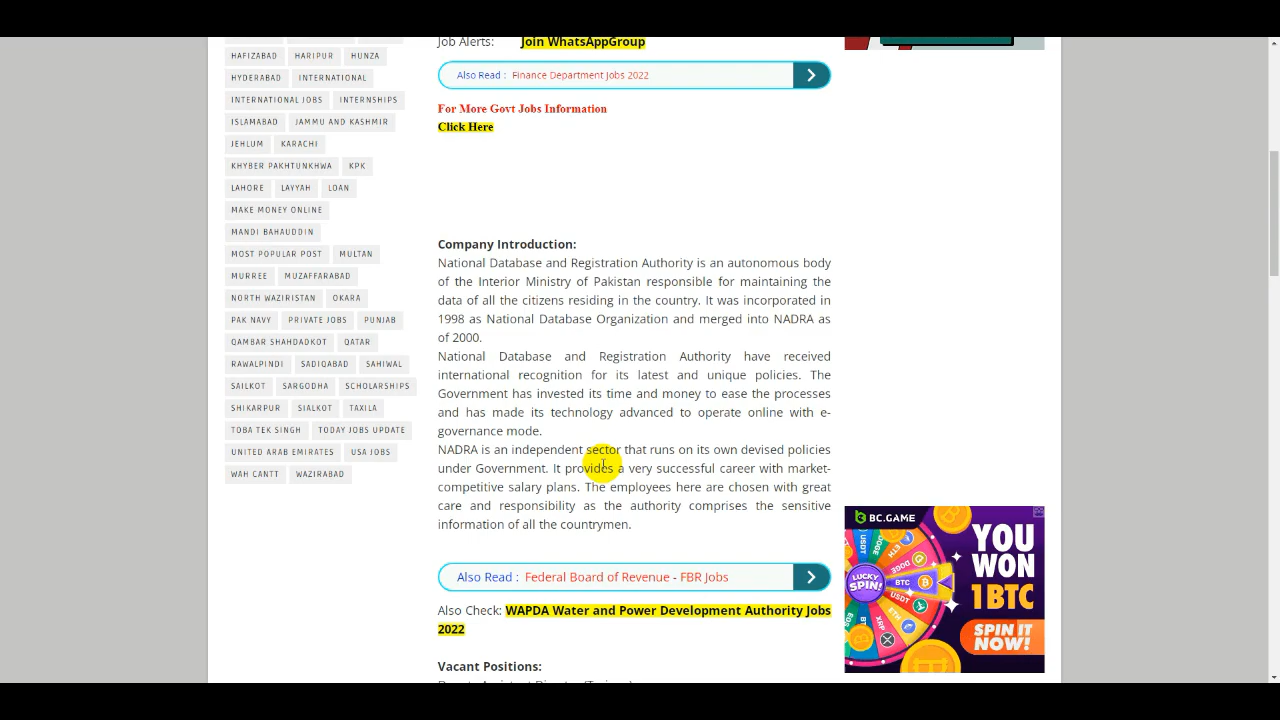 Job Alerts: Join WhatsAppGroup
HAFIZABAD HARIPUR HUNZA
HYDERABAD INTERNATIONAL
INTERNATIONAL JOBS INTERNSHIPS
ISLAMABAD JAMMU AND KASHMIR
JEHLUM KARACHI
KHYBER PAKHTUNKHWA KPK
LAHORE LAYYAH LOAN
MAKE MONEY ONLINE
MANDI BAHAUDDIN
MOST POPULAR POST MULTAN
MURREE MUZAFFARABAD
NORTH WAZIRISTAN OKARA
PAK NAVY PRIVATE JOBS PUNJAB
QAMBAR SHAHDADKOT QATAR
RAWALPINDI SADIQABAD SAHIWAL
SAILKOT SARGODHA SCHOLARSHIPS
SHIKARPUR SIALKOT TAXILA
TOBA TEK SINGH TODAY JOBS UPDATE
UNITED ARAB EMIRATES USA JOBS
WAH CANTT WAZIRABAD
Also Read : Finance Department Jobs 2022
For More Govt Jobs Information
Click Here
Company Introduction:
National Database and Registration Authority is an autonomous body
of the Interior Ministry of Pakistan responsible for maintaining the
data of all the citizens residing in the country. It was incorporated in
1998 as National Database Organization and merged into NADRA as
of 2000.
National Database and Registration Authority have received
international recognition for its latest and unique policies. The
Government has invested its time and money to ease the processes
and has made its technology advanced to operate online with e-
governance mode.
NADRA is an independent sector that runs on its own devised policies
under Government. It provides a very successful career with market-
competitive salary plans. The employees here are chosen with great
care and responsibility as the authority comprises the sensitive
information of all the countrymen.
Also Read : Federal Board of Revenue - FBR Jobs
Also Check: WAPDA Water and Power Development Authority Jobs
2022
Vacant Positions:
BC.GAME
YOU
WON
1BTC
SPIN IT
NOW!
LUCKY
SPIN!
BTC
USDT
XRP
DOGE
ETH